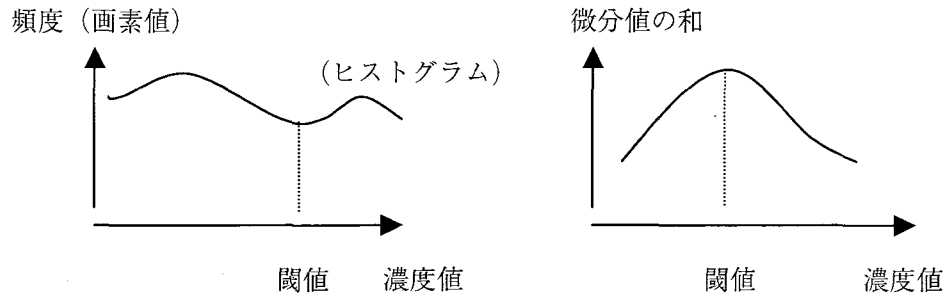 頻度（画素値）
(ヒストグラム)
閾値
濃度値
微分値の和
閾値
濃度値